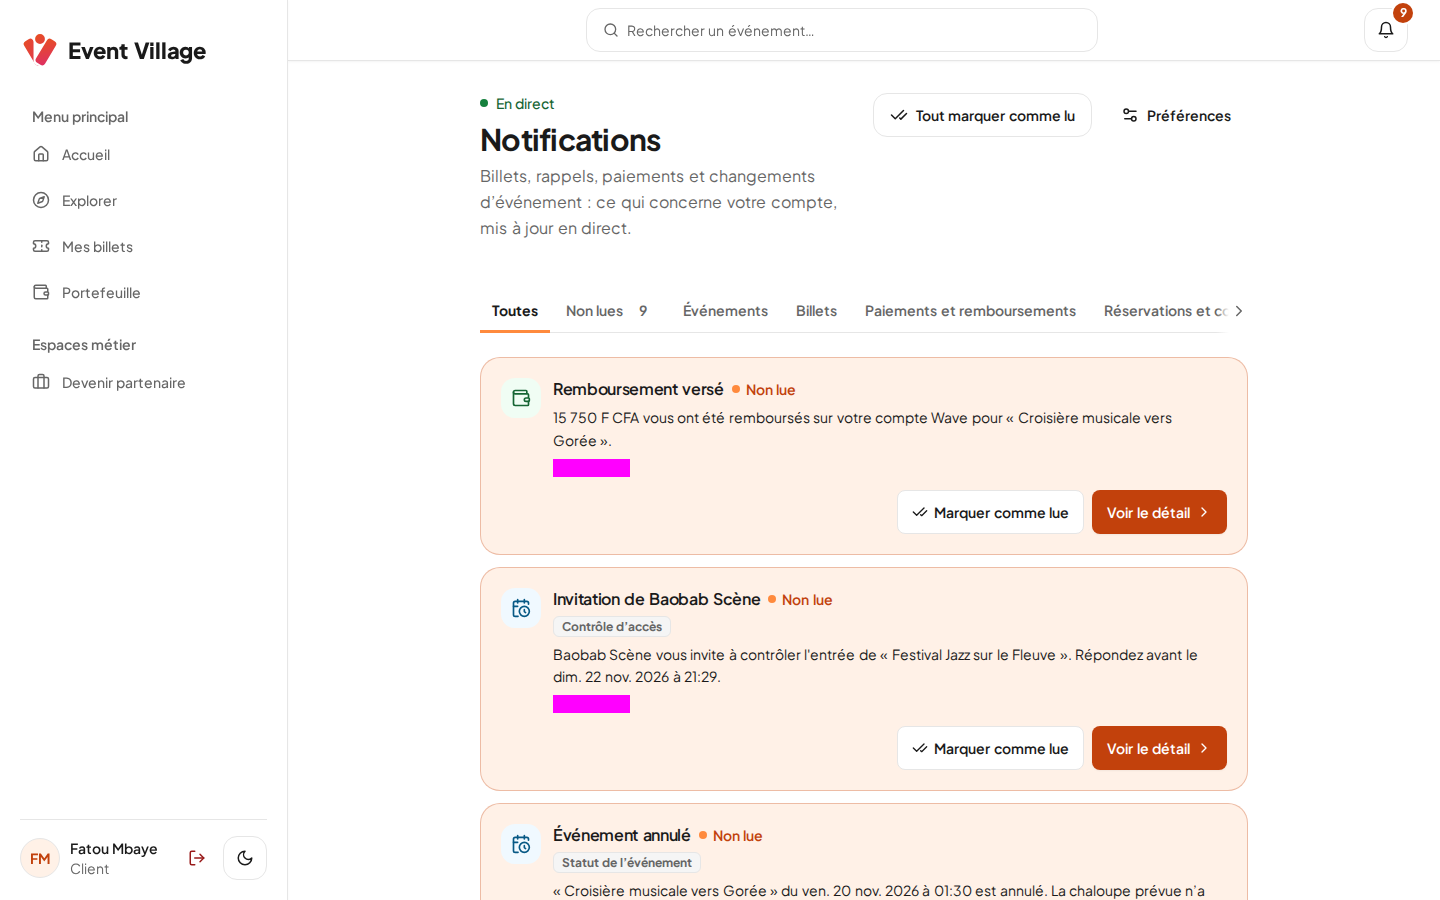 Event Village
Rechercher un événement…
9
Menu principal
Accueil
Explorer
Mes billets
Portefeuille
Espaces métier
Devenir partenaire
FM
Fatou Mbaye
Client
En direct
Notifications
Billets, rappels, paiements et changements
d’événement : ce qui concerne votre compte,
mis à jour en direct.
Tout marquer comme lu
Préférences
Toutes
Non lues 9
Événements
Billets
Paiements et remboursements
Réservations et
Remboursement versé
Non lue
15 750 F CFA vous ont été remboursés sur votre compte Wave pour « Croisière musicale vers
Gorée ».
Marquer comme lue
Voir le détail
Invitation de Baobab Scène
Non lue
Contrôle d’accès
Baobab Scène vous invite à contrôler l'entrée de « Festival Jazz sur le Fleuve ». Répondez avant le
dim. 22 nov. 2026 à 21:29.
Marquer comme lue
Voir le détail
Événement annulé
Non lue
Statut de l’événement
« Croisière musicale vers Gorée » du ven. 20 nov. 2026 à 01:30 est annulé. La chaloupe prévue n’a